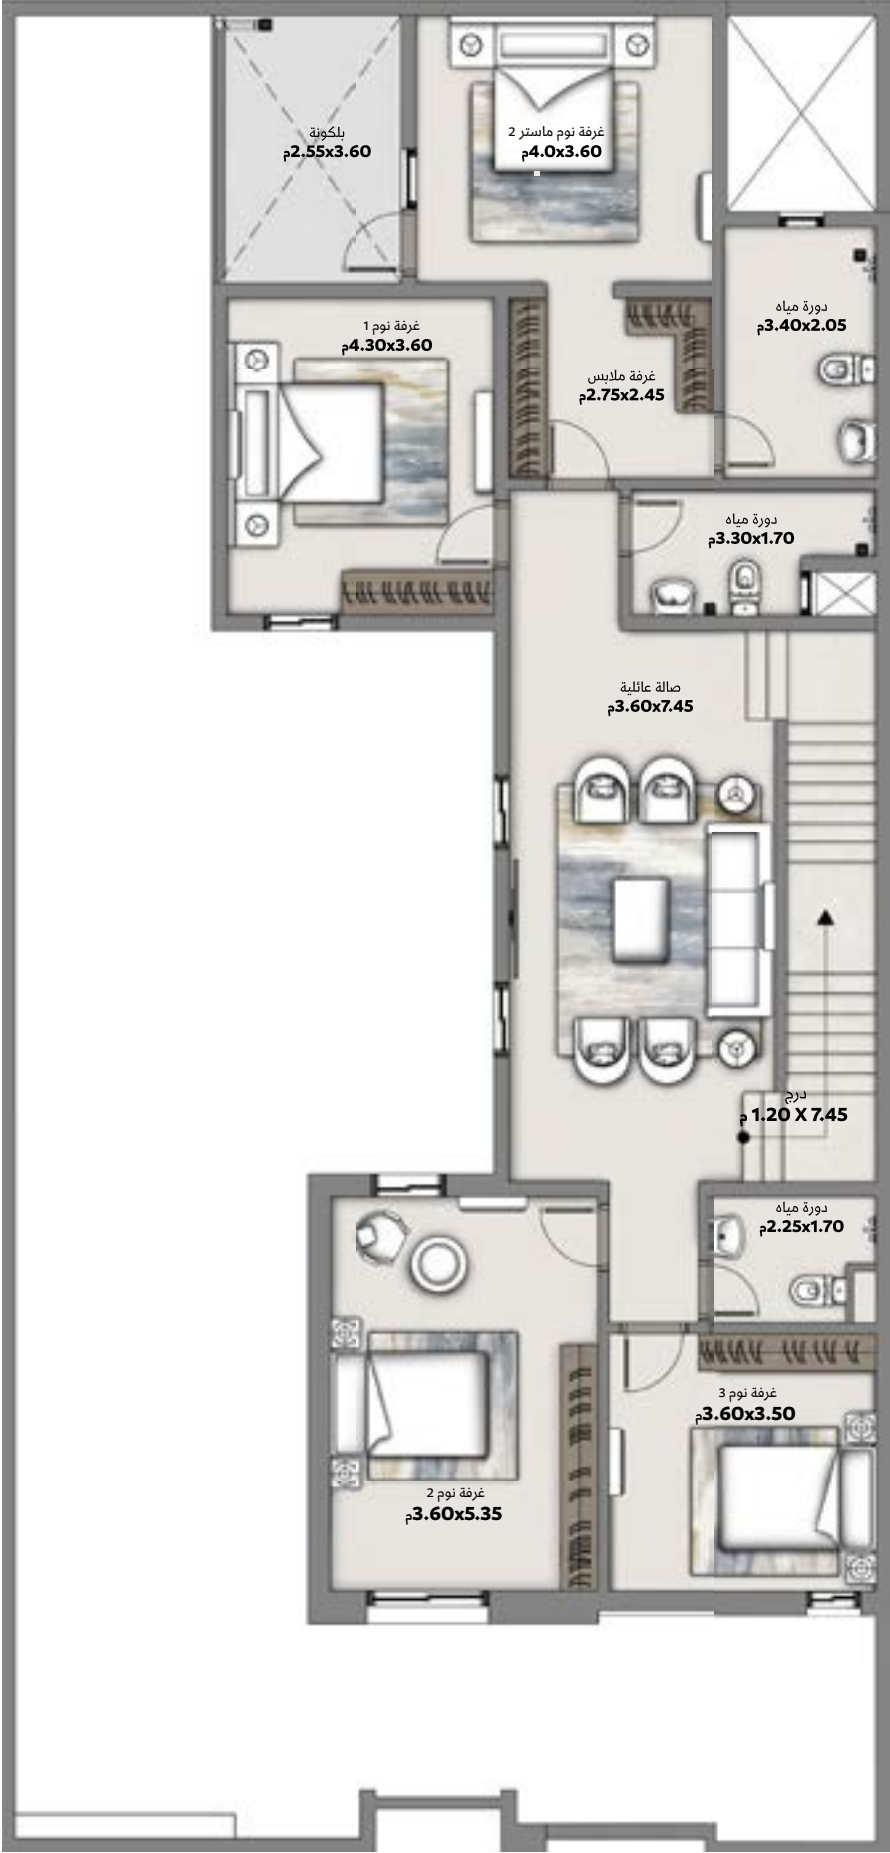 بلكونة
2.55x3.60م
غرفة نوم ماستر 2
4.0x3.60م
دورة مياه
3.40x2.05م
غرفة نوم 1
4.30x3.60م
غرفة ملابس
2.75x2.45م
دورة مياه
3.30x1.70م
صالة عائلية
3.60x7.45م
درج
1.20 X 7.45 م
دورة مياه
2.25x1.70م
غرفة نوم 3
3.60x3.50م
غرفة نوم 2
3.60x5.35م